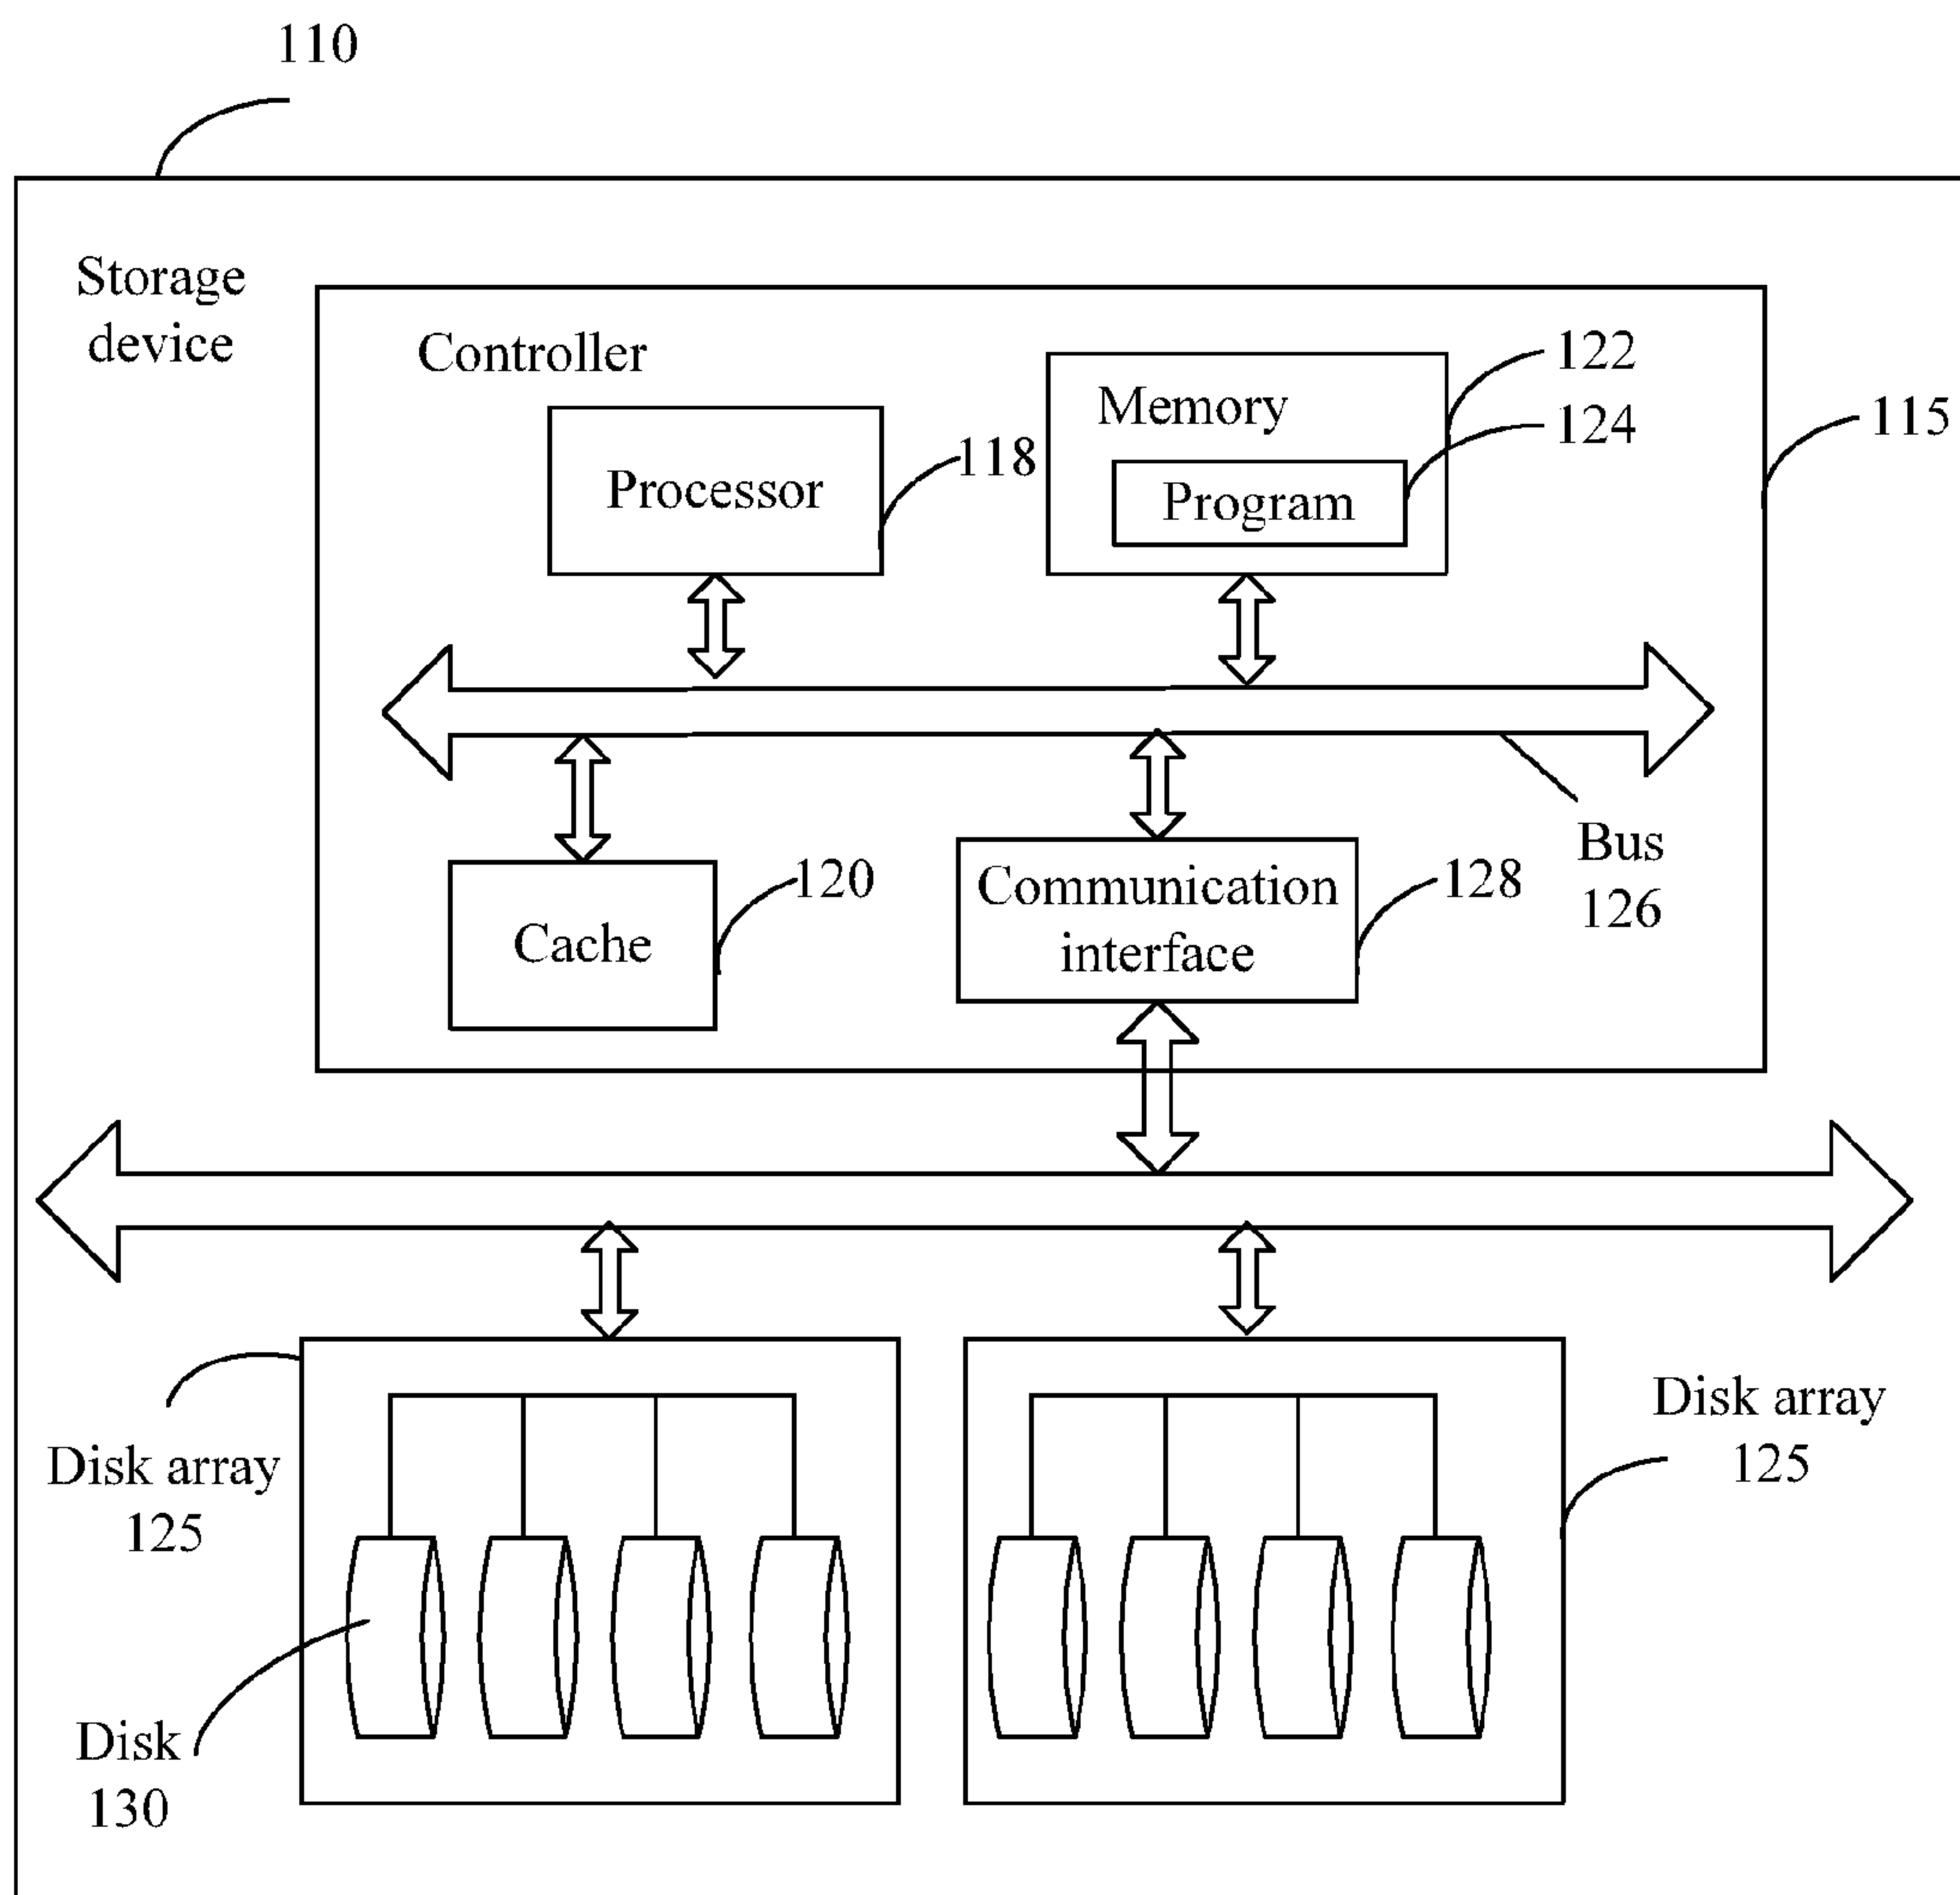 110
Storage
device
Controller
Memory
122
124
115
118
Processor
Program
Bus
126
120
128
Communication
interface
Cache
Disk array
125
Disk array
125
Disk
130